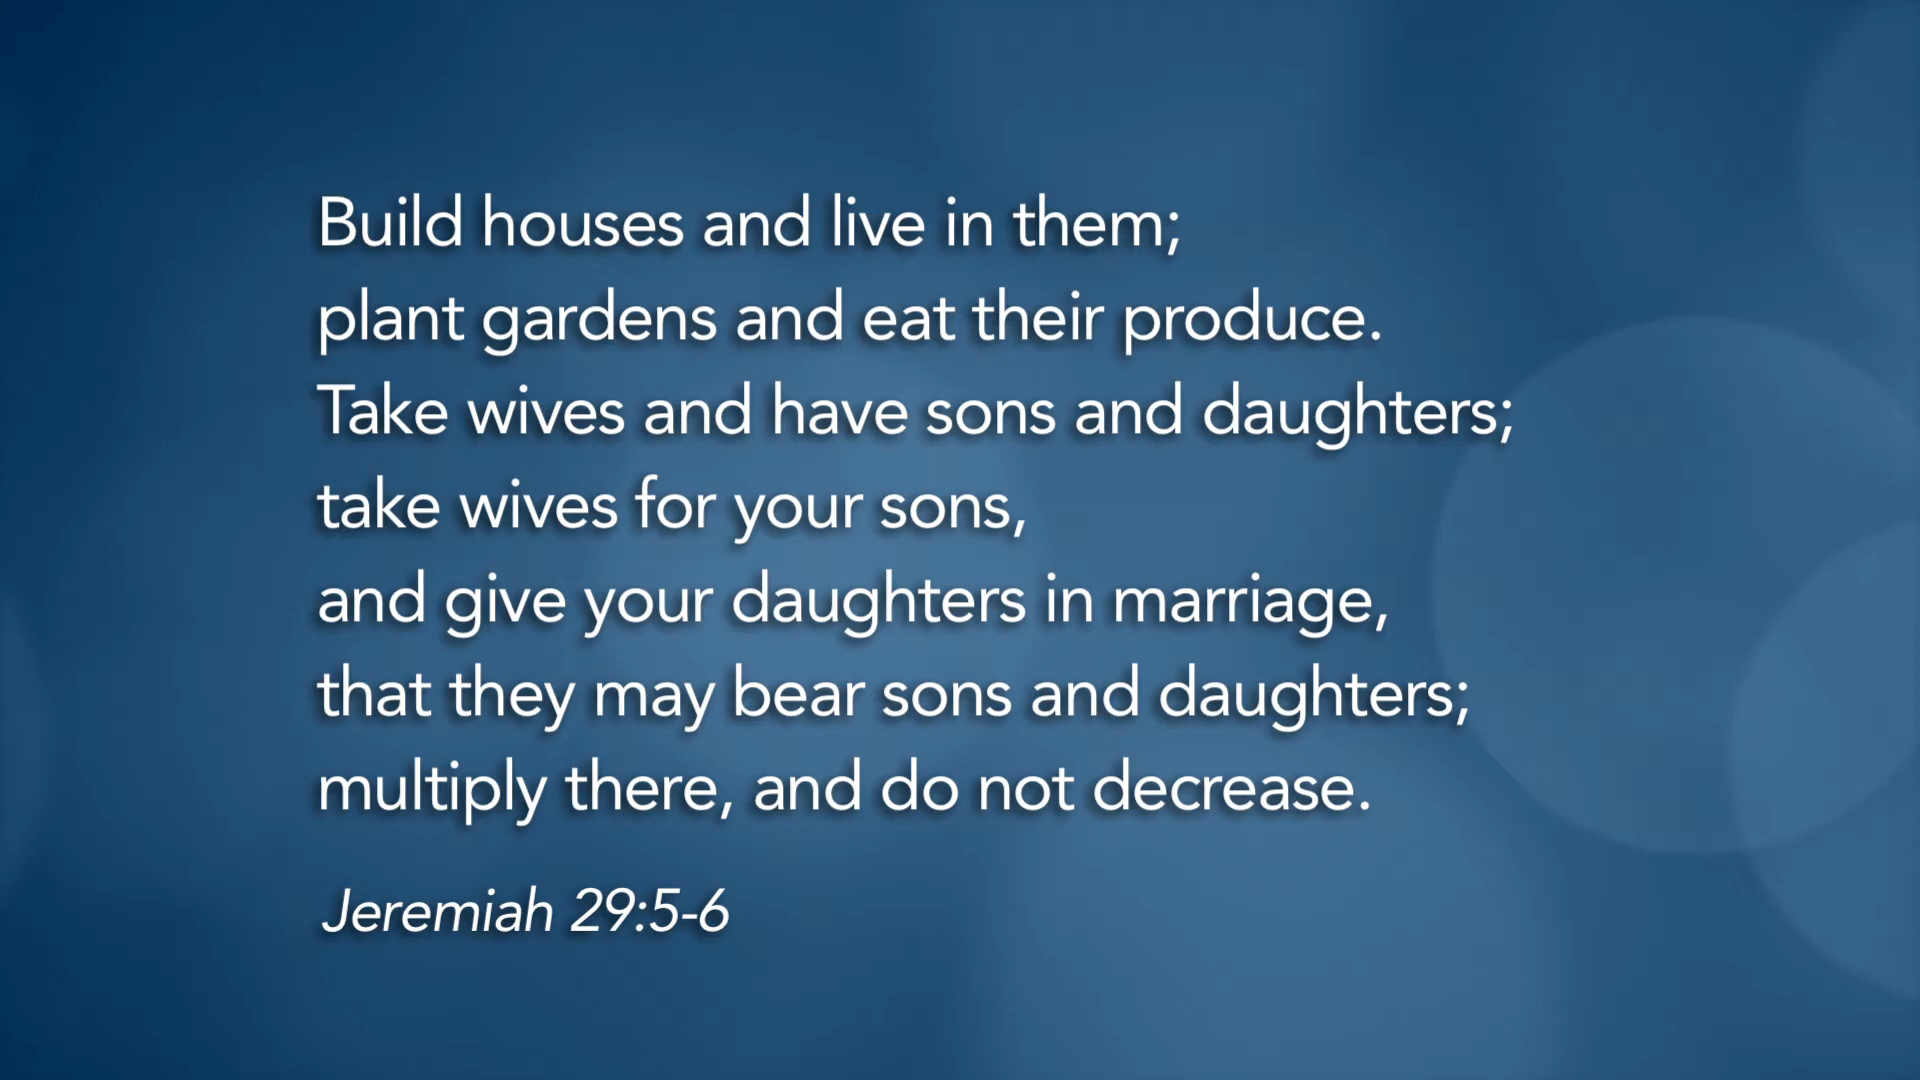 Build houses and live in them;
plant gardens and eat their produce.
Take wives and have sons and daughters;
take wives for your sons,
and give your daughters in marriage,
that they may bear sons and daughters;
multiply there, and do not decrease.
Jeremiah 29:5-6